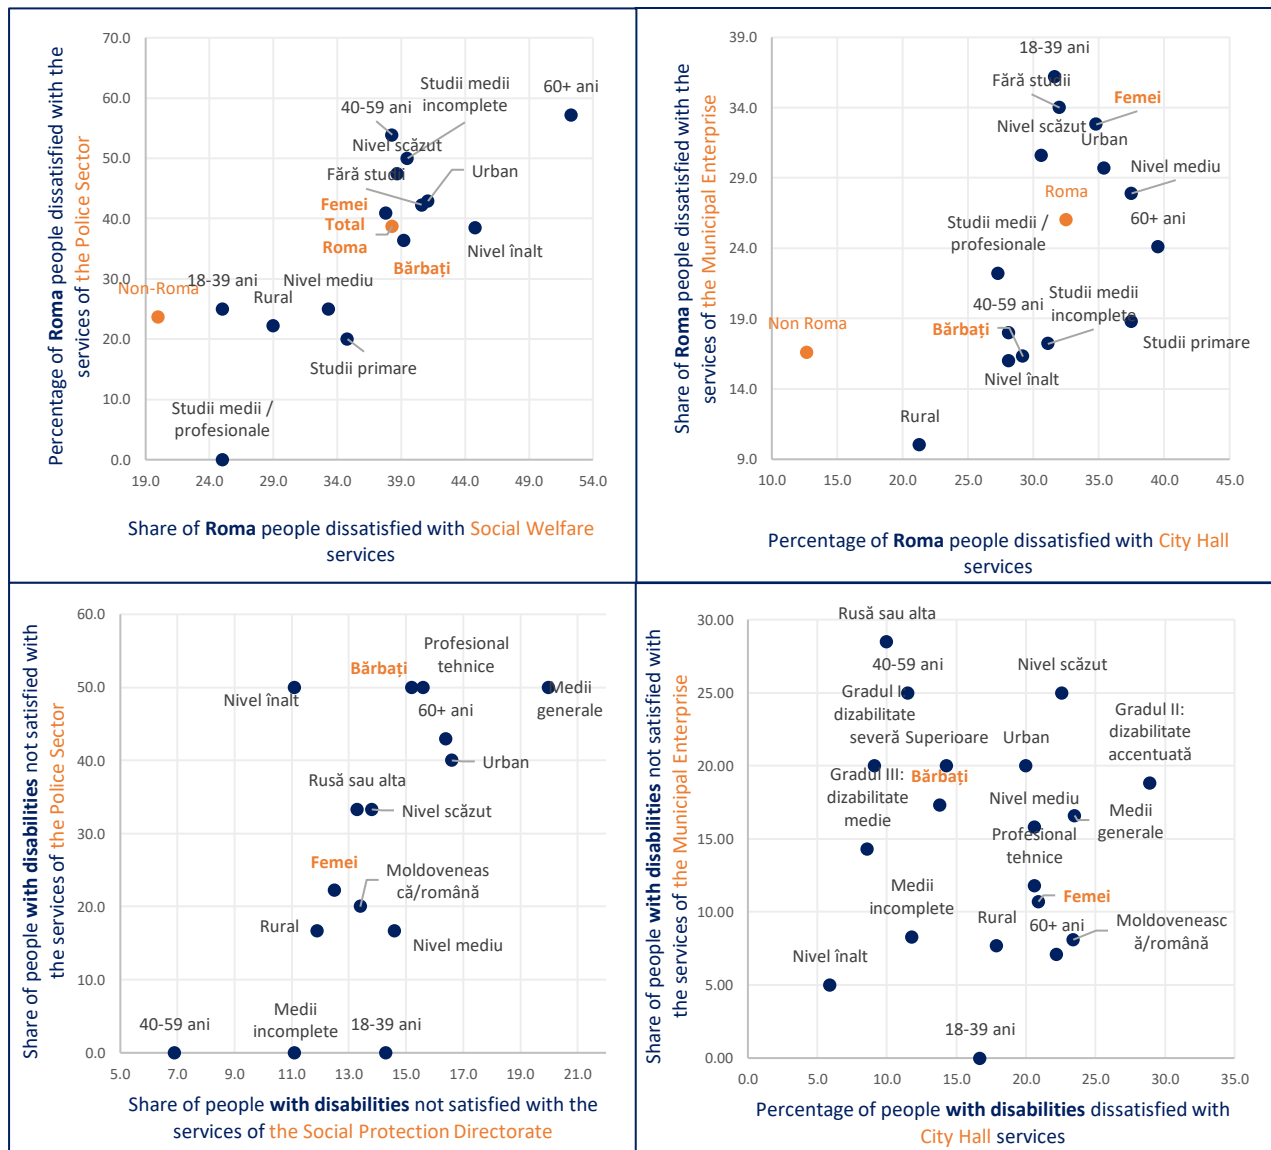 Percentage of Roma people dissatisfied with the
services of the Police Sector
70.0
60.0
50.0
40.0
30.0
20.0
10.0
0.0
Studii medii
incomplete
60+ ani
40-59 ani
Nivel scăzut
Fără studii
Urban
Femei
Total
Roma
Nivel înalt
Bărbați
18-39 ani
Nivel mediu
Non-Roma
Rural
Studii primare
Studii medii /
profesionale
19.0 24.0 29.0 34.0 39.0 44.0 49.0 54.0
Share of Roma people dissatisfied with Social Welfare
services
Share of Roma people dissatisfied with the
services of the Municipal Enterprise
39.0
34.0
29.0
24.0
19.0
14.0
9.0
18-39 ani
Fără studii
Femei
Nivel scăzut
Urban
Nivel mediu
Roma
60+ ani
Studii medii /
profesionale
40-59 ani
Studii medii
incomplete
Non Roma
Bărbați
Studii primare
Nivel înalt
Rural
10.0 15.0 20.0 25.0 30.0 35.0 40.0 45.0
Percentage of Roma people dissatisfied with City Hall
services
Share of people with disabilities not satisfied with
the services of the Police Sector
60.0
50.0
40.0
30.0
20.0
10.0
0.0
Profesional
tehnice
Bărbați
Nivel înalt
Medii
generale
60+ ani
Urban
Rusă sau alta
Nivel scăzut
Femei
Moldoveneas
că/română
Rural
Nivel mediu
40-59 ani
Medii
incomplete
18-39 ani
5.0 7.0 9.0 11.0 13.0 15.0 17.0 19.0 21.0
Share of people with disabilities not satisfied with the
services of the Social Protection Directorate
Share of people with disabilities not satisfied with
the services of the Municipal Enterprise
30.00
25.00
20.00
15.00
10.00
5.00
0.00
Rusă sau alta
40-59 ani
Nivel scăzut
Gradul I:
dizabilitate
severă
Superioare
Urban
Gradul II:
dizabilitate
accentuată
Gradul III:
dizabilitate
medie
Bărbați
Nivel mediu
Medii
generale
Profesional
tehnice
Medii
incomplete
Femei
Rural
60+ ani
Moldoveneasc
ă/română
Nivel înalt
18-39 ani
0.0 5.0 10.0 15.0 20.0 25.0 30.0 35.0
Percentage of people with disabilities dissatisfied with
City Hall services